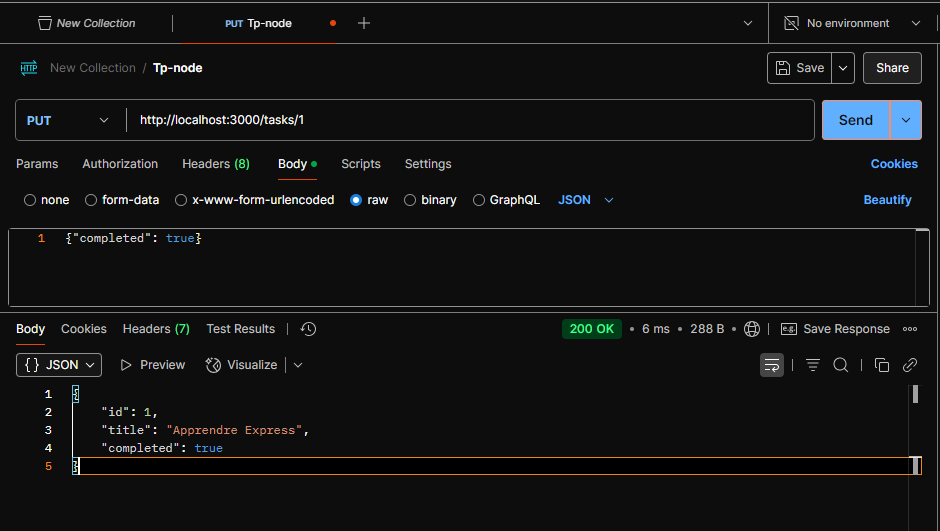 New Collection PUT Tp-node No environment
HTTP New Collection / Tp-node Save Share
PUT http://localhost:3000/tasks/1 Send
Params Authorization Headers (8) Body Scripts Settings Cookies
none form-data x-www-form-urlencoded raw binary GraphQL JSON Beautify
1 {"completed": true}
Body Cookies Headers (7) Test Results 200 OK • 6 ms • 288 B • e.g. Save Response
{} JSON Preview Visualize
1 {
2 "id": 1,
3 "title": "Apprendre Express",
4 "completed": true
5 }